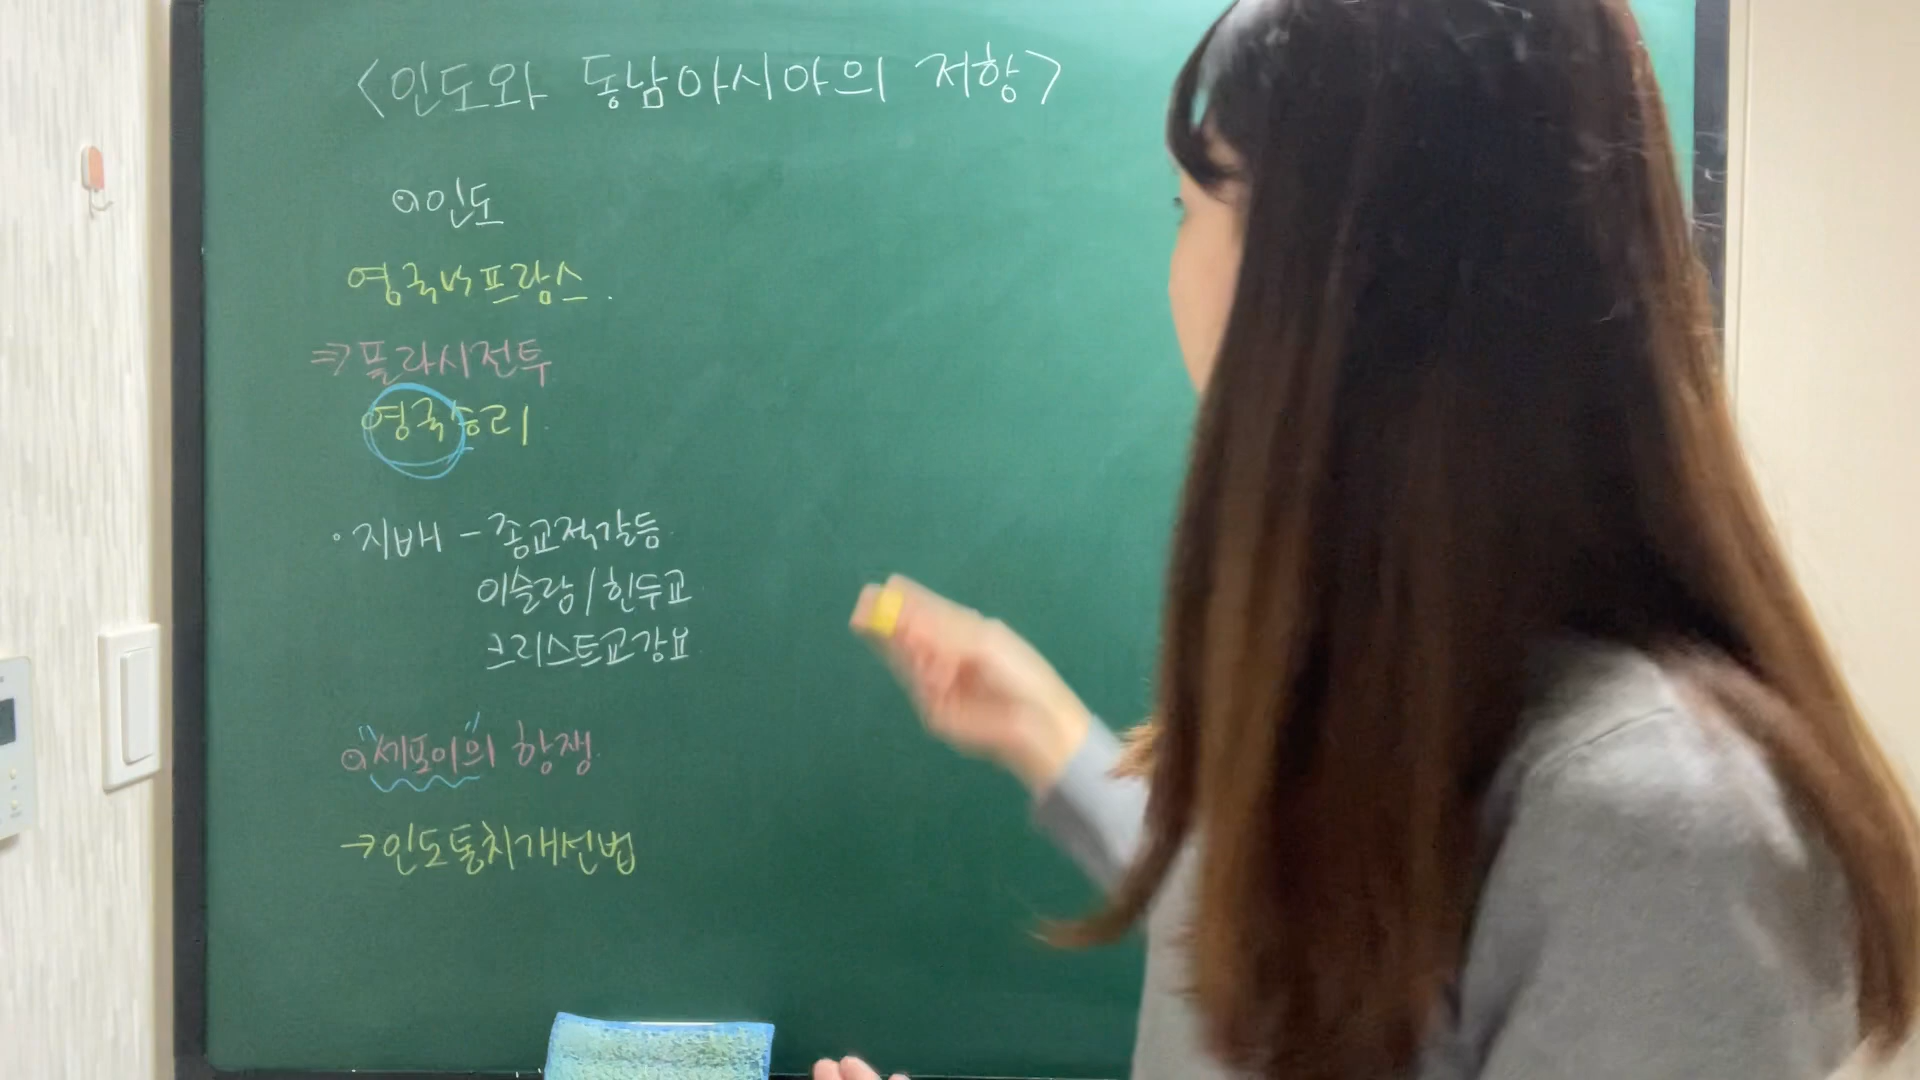 <인도와 동남아시아의 저항>
인도
영국 vs 프랑스.
⇒ 플라시전투
영국승리.
· 지배 - 종교적갈등
이슬람 / 힌두교
크리스트교강요
"세포이의" 항쟁.
→ 인도통치개선법